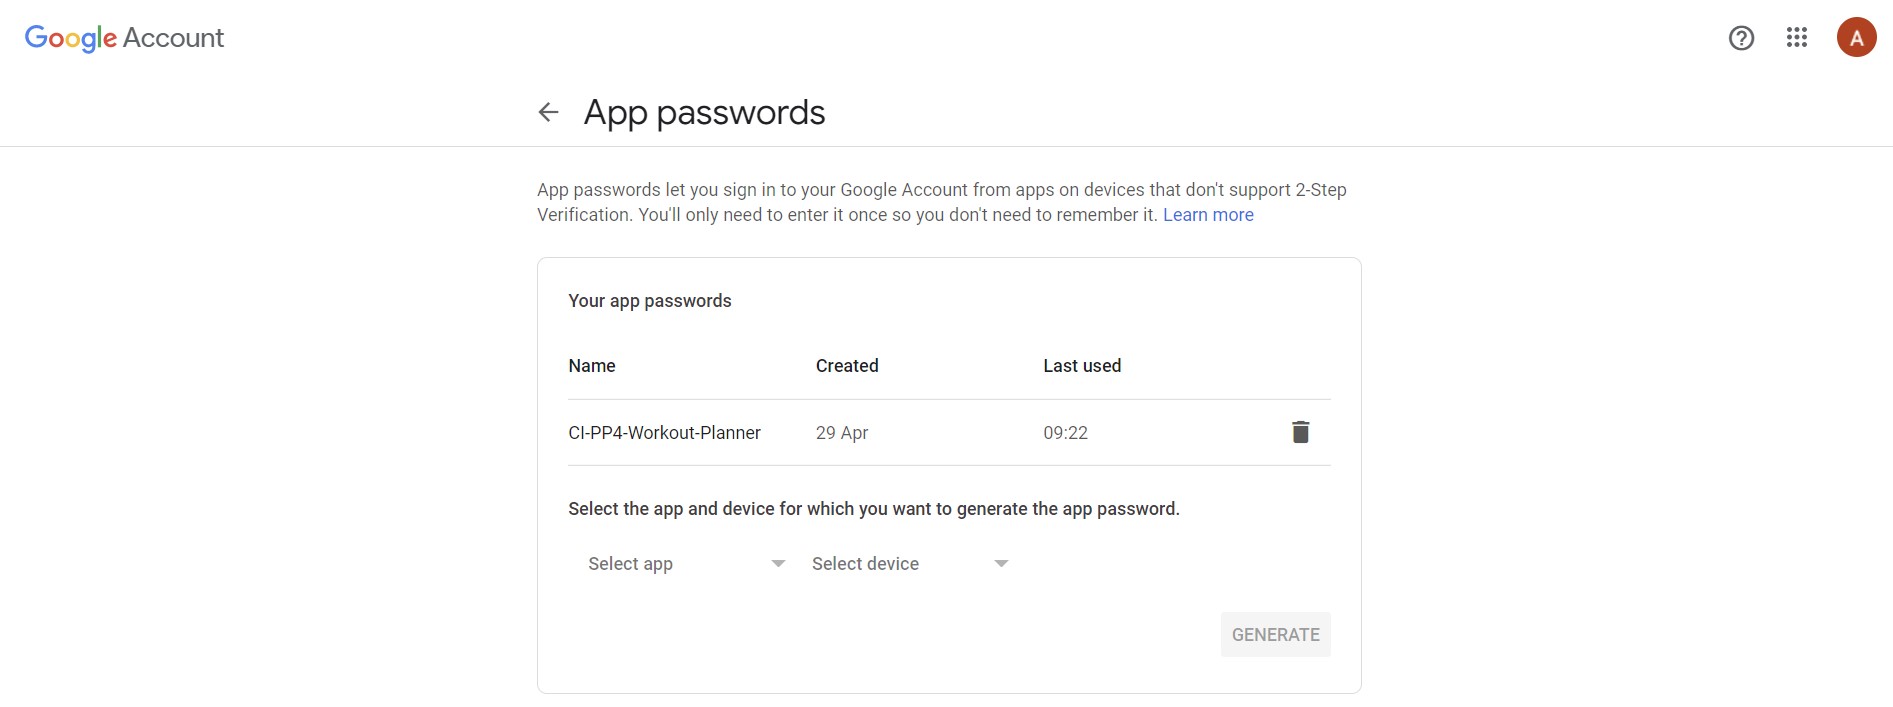 Google Account
A
App passwords
App passwords let you sign in to your Google Account from apps on devices that don't support 2-Step
Verification. You'll only need to enter it once so you don't need to remember it. Learn more
Your app passwords
Name Created Last used
CI-PP4-Workout-Planner 29 Apr 09:22
Select the app and device for which you want to generate the app password.
Select app Select device
GENERATE